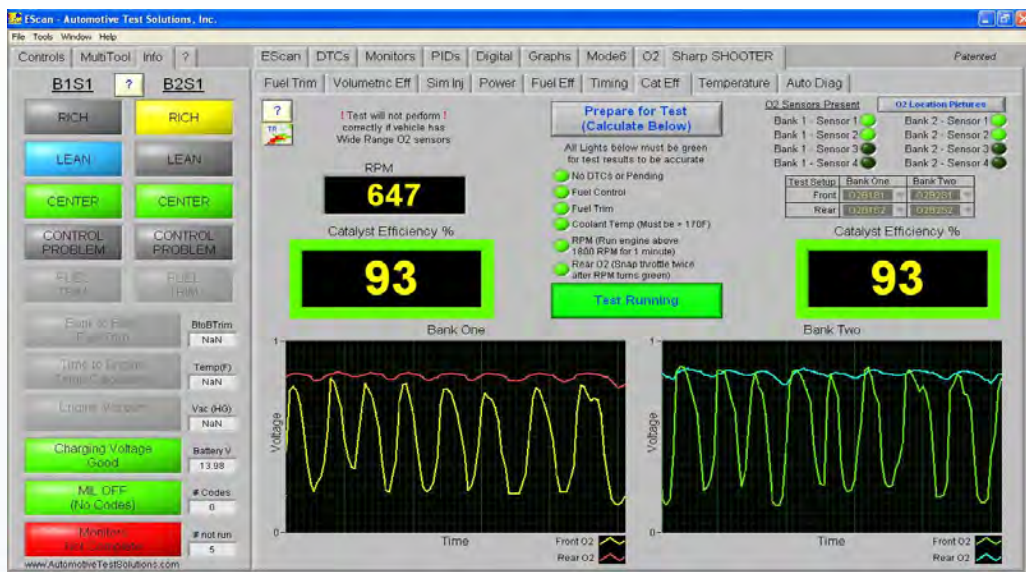 EScan - Automotive Test Solutions, Inc.
File Tools Window Help
Controls MultiTool Info ?
EScan DTCs Monitors PIDs Digital Graphs Mode6 O2 Sharp SHOOTER
Patented
Fuel Trim Volumetric Eff Sim Inj Power Fuel Eff Timing Cat Eff Temperature Auto Diag
B1S1 ? B2S1
RICH RICH
LEAN LEAN
CENTER CENTER
CONTROL PROBLEM CONTROL PROBLEM
FUEL TRIM FUEL TRIM
BtoBTrim
NaN
Temp(F)
NaN
Vac (HG)
NaN
Charging Voltage
Good
Battery V
13.98
MIL OFF
(No Codes)
# Codes
0
Monitors
# not run
5
www.AutomotiveTestSolutions.com
?
! Test will not perform !
correctly if vehicle has
Wide Range O2 sensors
RPM
647
Catalyst Efficiency %
93
Prepare for Test
(Calculate Below)
All Lights below must be green
for test results to be accurate
No DTCs or Pending
Fuel Control
Fuel Trim
Coolant Temp (Must be > 170F)
RPM (Run engine above
1800 RPM for 1 minute)
Rear O2 (Snap throttle twice
after RPM turns green)
Test Running
O2 Sensors Present
O2 Location Pictures
Bank 1 - Sensor 1 Bank 2 - Sensor 1
Bank 1 - Sensor 2 Bank 2 - Sensor 2
Bank 1 - Sensor 3 Bank 2 - Sensor 3
Bank 1 - Sensor 4 Bank 2 - Sensor 4
Test Setup Bank One Bank Two
Front O2B1S1 O2B2S1
Rear O2B1S2 O2B2S2
Catalyst Efficiency %
93
Bank One
1
Voltage
0
Time
Front O2
Rear O2
Bank Two
1
Voltage
0
Time
Front O2
Rear O2